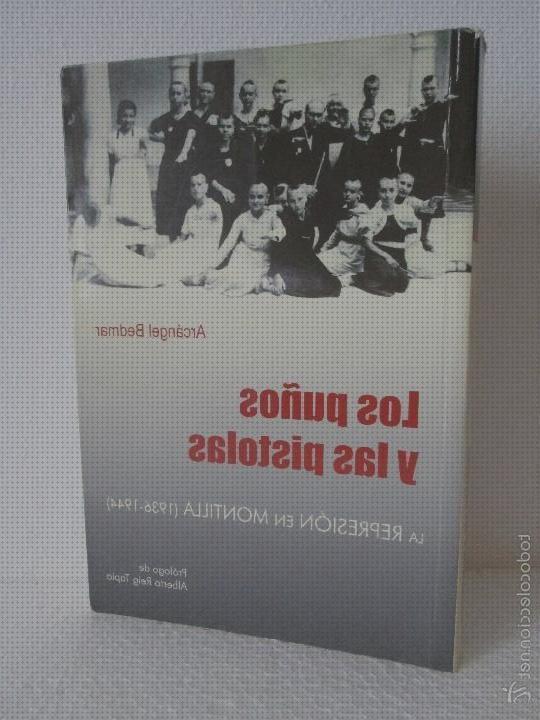 Arcángel Bedmar
Los puños
y las pistolas
LA REPRESIÓN EN MONTILLA (1936-1944)
Prólogo de
Alberto Reig Tapia
todocoleccion.net